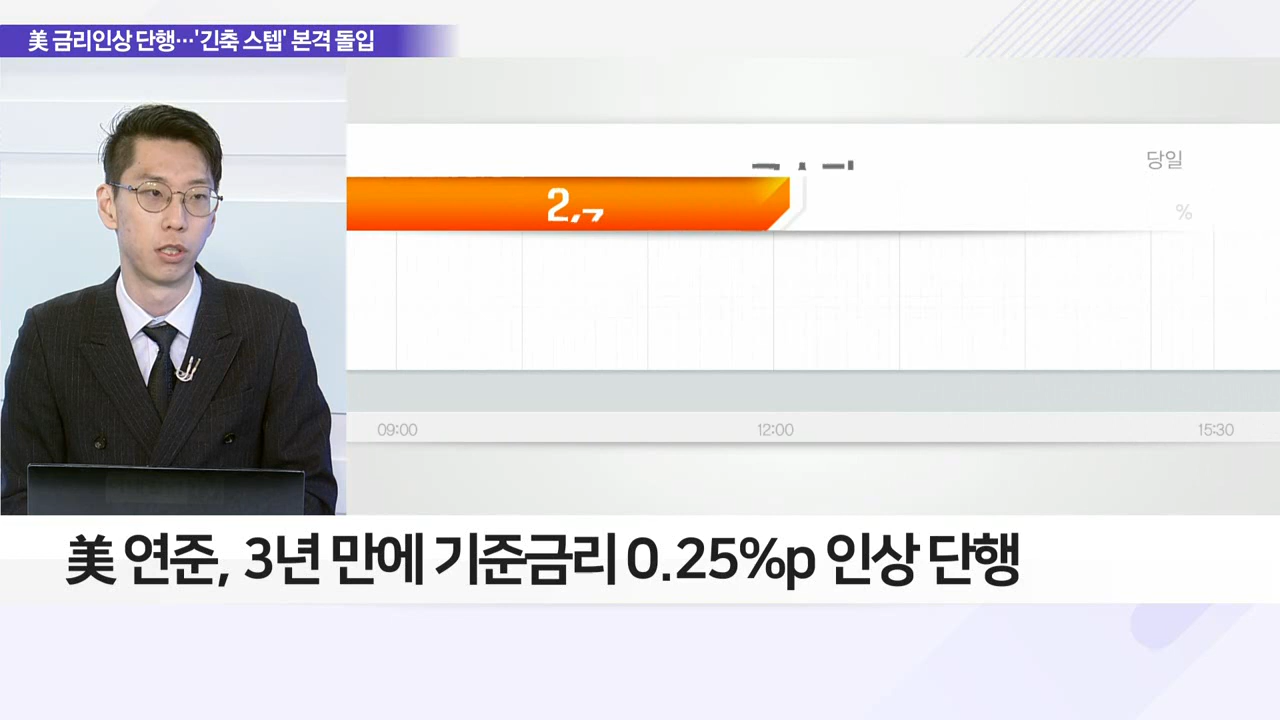 美 금리인상 단행…'긴축 스텝' 본격 돌입
당일
%
09:00
12:00
15:30
美 연준, 3년 만에 기준금리 0.25%p 인상 단행